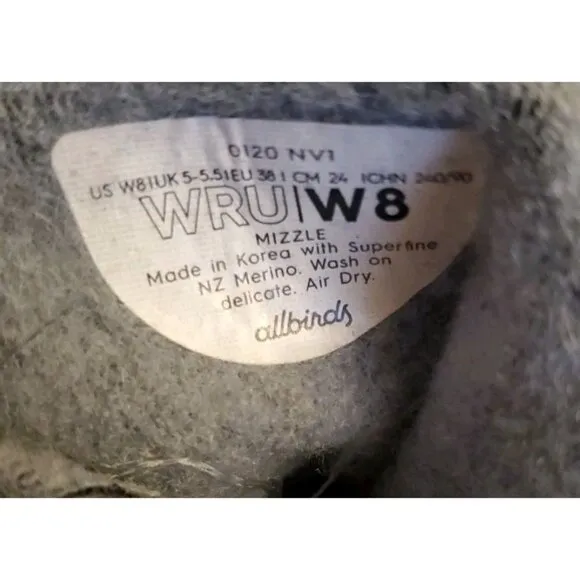 0120 NV1
US W8 | UK 5-5.5 | EU 38 | CM 24 ICHN 240/90
WRU|W8
MIZZLE
Made in Korea with Superfine
NZ Merino. Wash on
delicate. Air Dry.
allbirds